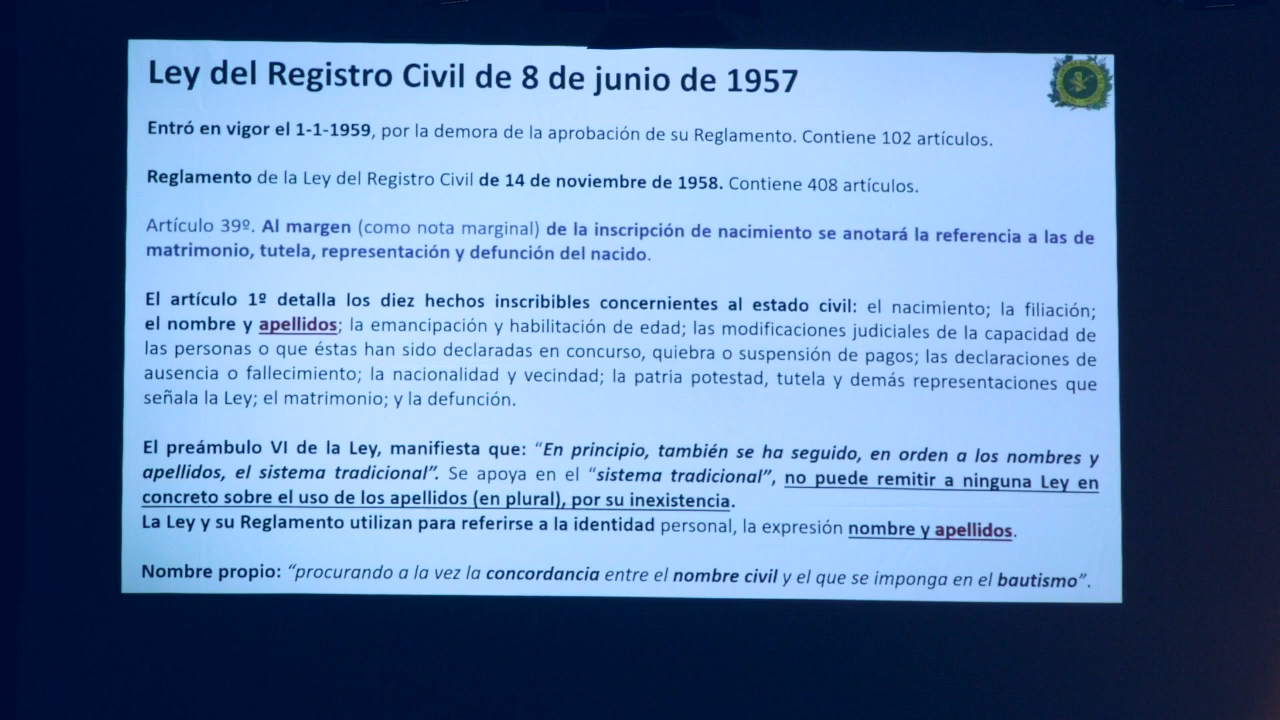 Ley del Registro Civil de 8 de junio de 1957
Entró en vigor el 1-1-1959, por la demora de la aprobación de su Reglamento. Contiene 102 artículos.
Reglamento de la Ley del Registro Civil de 14 de noviembre de 1958. Contiene 408 artículos.
Artículo 39º. Al margen (como nota marginal) de la inscripción de nacimiento se anotará la referencia a las de
matrimonio, tutela, representación y defunción del nacido.
El artículo 1º detalla los diez hechos inscribibles concernientes al estado civil: el nacimiento; la filiación;
el nombre y apellidos; la emancipación y habilitación de edad; las modificaciones judiciales de la capacidad de
las personas o que éstas han sido declaradas en concurso, quiebra o suspensión de pagos; las declaraciones de
ausencia o fallecimiento; la nacionalidad y vecindad; la patria potestad, tutela y demás representaciones que
señala la Ley; el matrimonio; y la defunción.
El preámbulo VI de la Ley, manifiesta que: “En principio, también se ha seguido, en orden a los nombres y
apellidos, el sistema tradicional”. Se apoya en el “sistema tradicional”, no puede remitir a ninguna Ley en
concreto sobre el uso de los apellidos (en plural), por su inexistencia.
La Ley y su Reglamento utilizan para referirse a la identidad personal, la expresión nombre y apellidos.
Nombre propio: “procurando a la vez la concordancia entre el nombre civil y el que se imponga en el bautismo”.